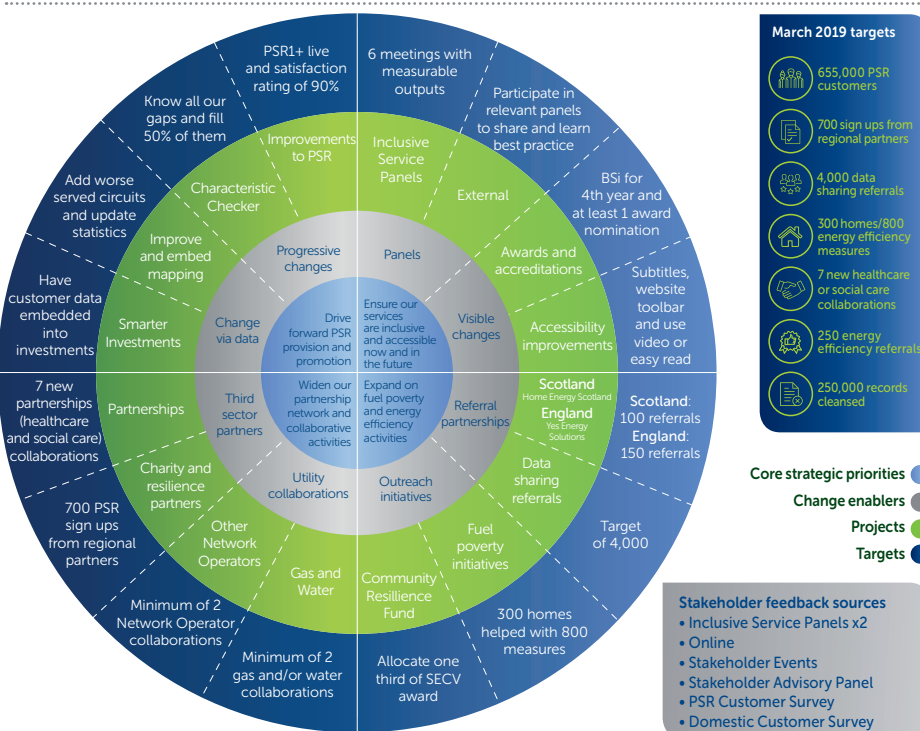 PSR1+ live
and satisfaction
rating of 90%
6 meetings with
measurable
outputs
Participate in
relevant panels
to share and learn
best practice
BSi for
4th year and
at least 1 award
nomination
Subtitles,
website
toolbar
and use
video or
easy read
Scotland:
100 referrals
England:
150 referrals
Target
of 4,000
300 homes
helped with 800
measures
Allocate one
third of SECV
award
Minimum of 2
gas and/or water
collaborations
Minimum of 2
Network Operator
collaborations
700 PSR
sign ups
from regional
partners
7 new
partnerships
(healthcare
and social care)
collaborations
Have
customer data
embedded
into
investments
Add worse
served circuits
and update
statistics
Know all our
gaps and fill
50% of them
Improvements
to PSR
Inclusive
Service
Panels
External
Awards and
accreditations
Accessibility
improvements
Scotland
Home Energy Scotland
England
Yes Energy
Solutions
Data
sharing
referrals
Fuel
poverty
initiatives
Community
Resillience
Fund
Gas and
Water
Other
Network
Operators
Charity and
resilience
partners
Partnerships
Smarter
Investments
Improve
and embed
mapping
Characteristic
Checker
Progressive
changes
Panels
Visible
changes
Referral
partnerships
Outreach
initiatives
Utility
collaborations
Third
sector
partners
Change
via data
Drive
forward PSR
provision and
promotion
Ensure our
services
are inclusive
and accessible
now and in
the future
Widen our
partnership
network and
collaborative
activities
Expand on
fuel poverty
and energy
efficiency
activities
March 2019 targets
655,000 PSR
customers
700 sign ups from
regional partners
4,000 data
sharing referrals
300 homes/800
energy efficiency
measures
7 new healthcare
or social care
collaborations
250 energy
efficiency referrals
250,000 records
cleansed
Core strategic priorities
Change enablers
Projects
Targets
Stakeholder feedback sources
• Inclusive Service Panels x2
• Online
• Stakeholder Events
• Stakeholder Advisory Panel
• PSR Customer Survey
• Domestic Customer Survey